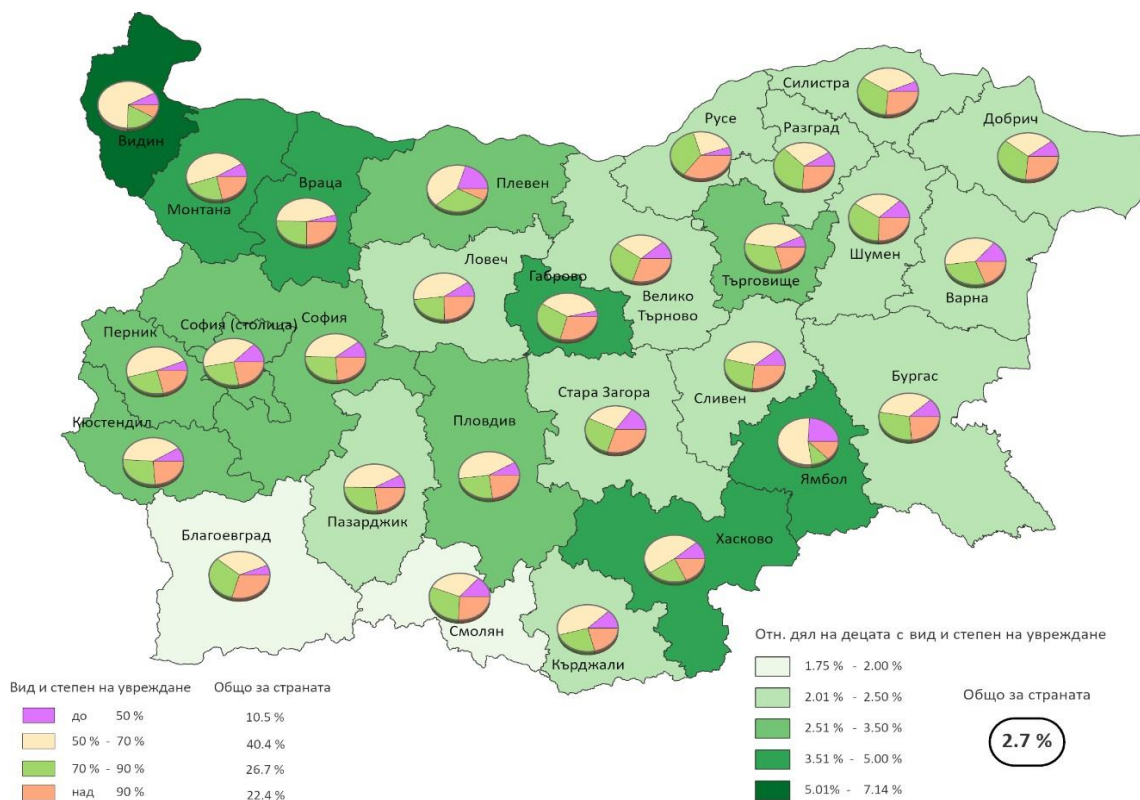 Силистра
Добрич
Русе
Разград
Видин
Враца
Плевен
Монтана
Ловеч
Габрово
Велико
Търново
Търговище
Шумен
Варна
Перник
София (столица)
София
Стара Загора
Сливен
Бургас
Кюстендил
Пловдив
Ямбол
Пазарджик
Благоевград
Хасково
Смолян
Кърджали
Вид и степен на увреждане Общо за страната
до 50 % 10.5 %
50 % - 70 % 40.4 %
70 % - 90 % 26.7 %
над 90 % 22.4 %
Отн. дял на децата с вид и степен на увреждане
1.75 % - 2.00 %
2.01 % - 2.50 %
2.51 % - 3.50 %
3.51 % - 5.00 %
5.01% - 7.14 %
Общо за страната
2.7 %